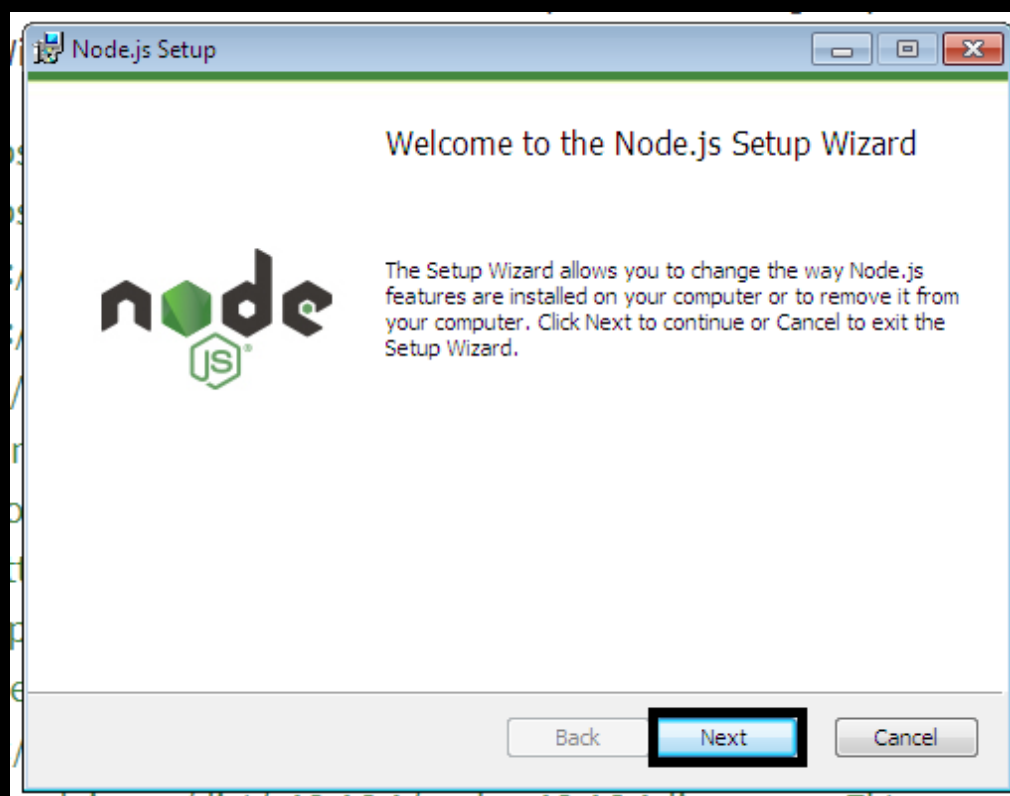 Node.js Setup
Welcome to the Node.js Setup Wizard
node
JS
The Setup Wizard allows you to change the way Node.js
features are installed on your computer or to remove it from
your computer. Click Next to continue or Cancel to exit the
Setup Wizard.
Back
Next
Cancel